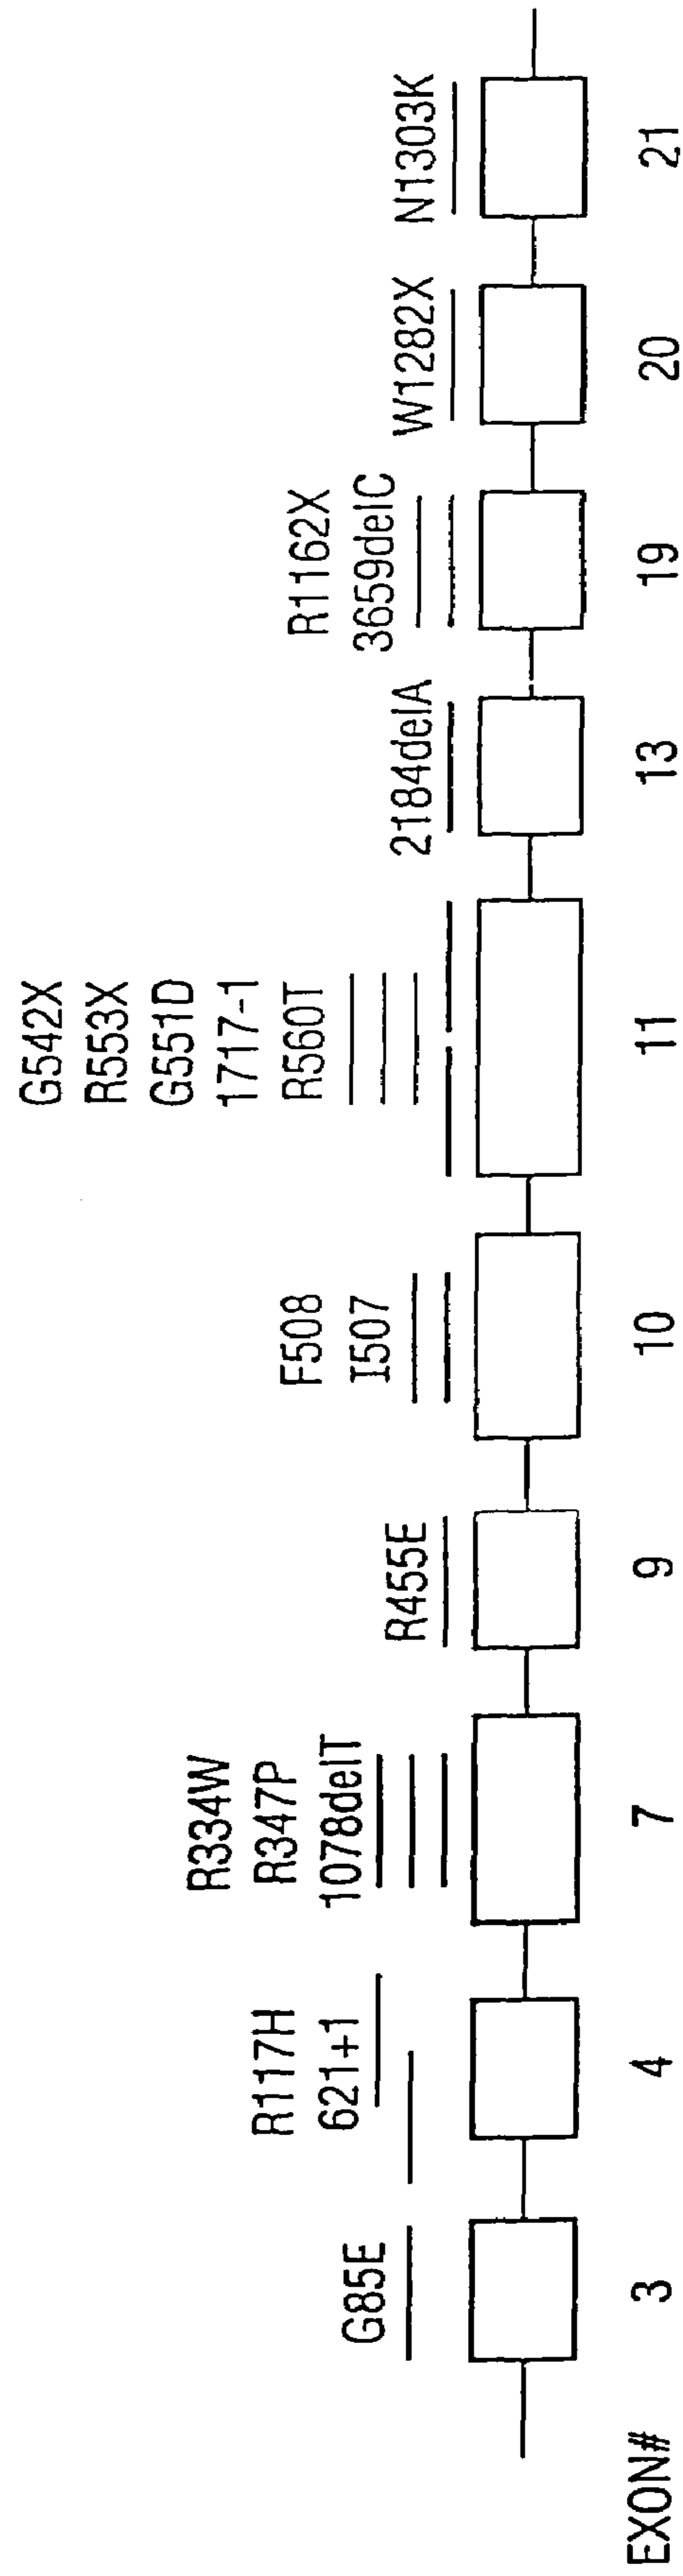 G85E
R117H
621+1
R334W
R347P
1078delT
R455E
F508
I507
G542X
R553X
G551D
1717-1
R560T
2184delA
R1162X
3659delC
W1282X
N1303K
EXON# 3 4 7 9 10 11 13 19 20 21